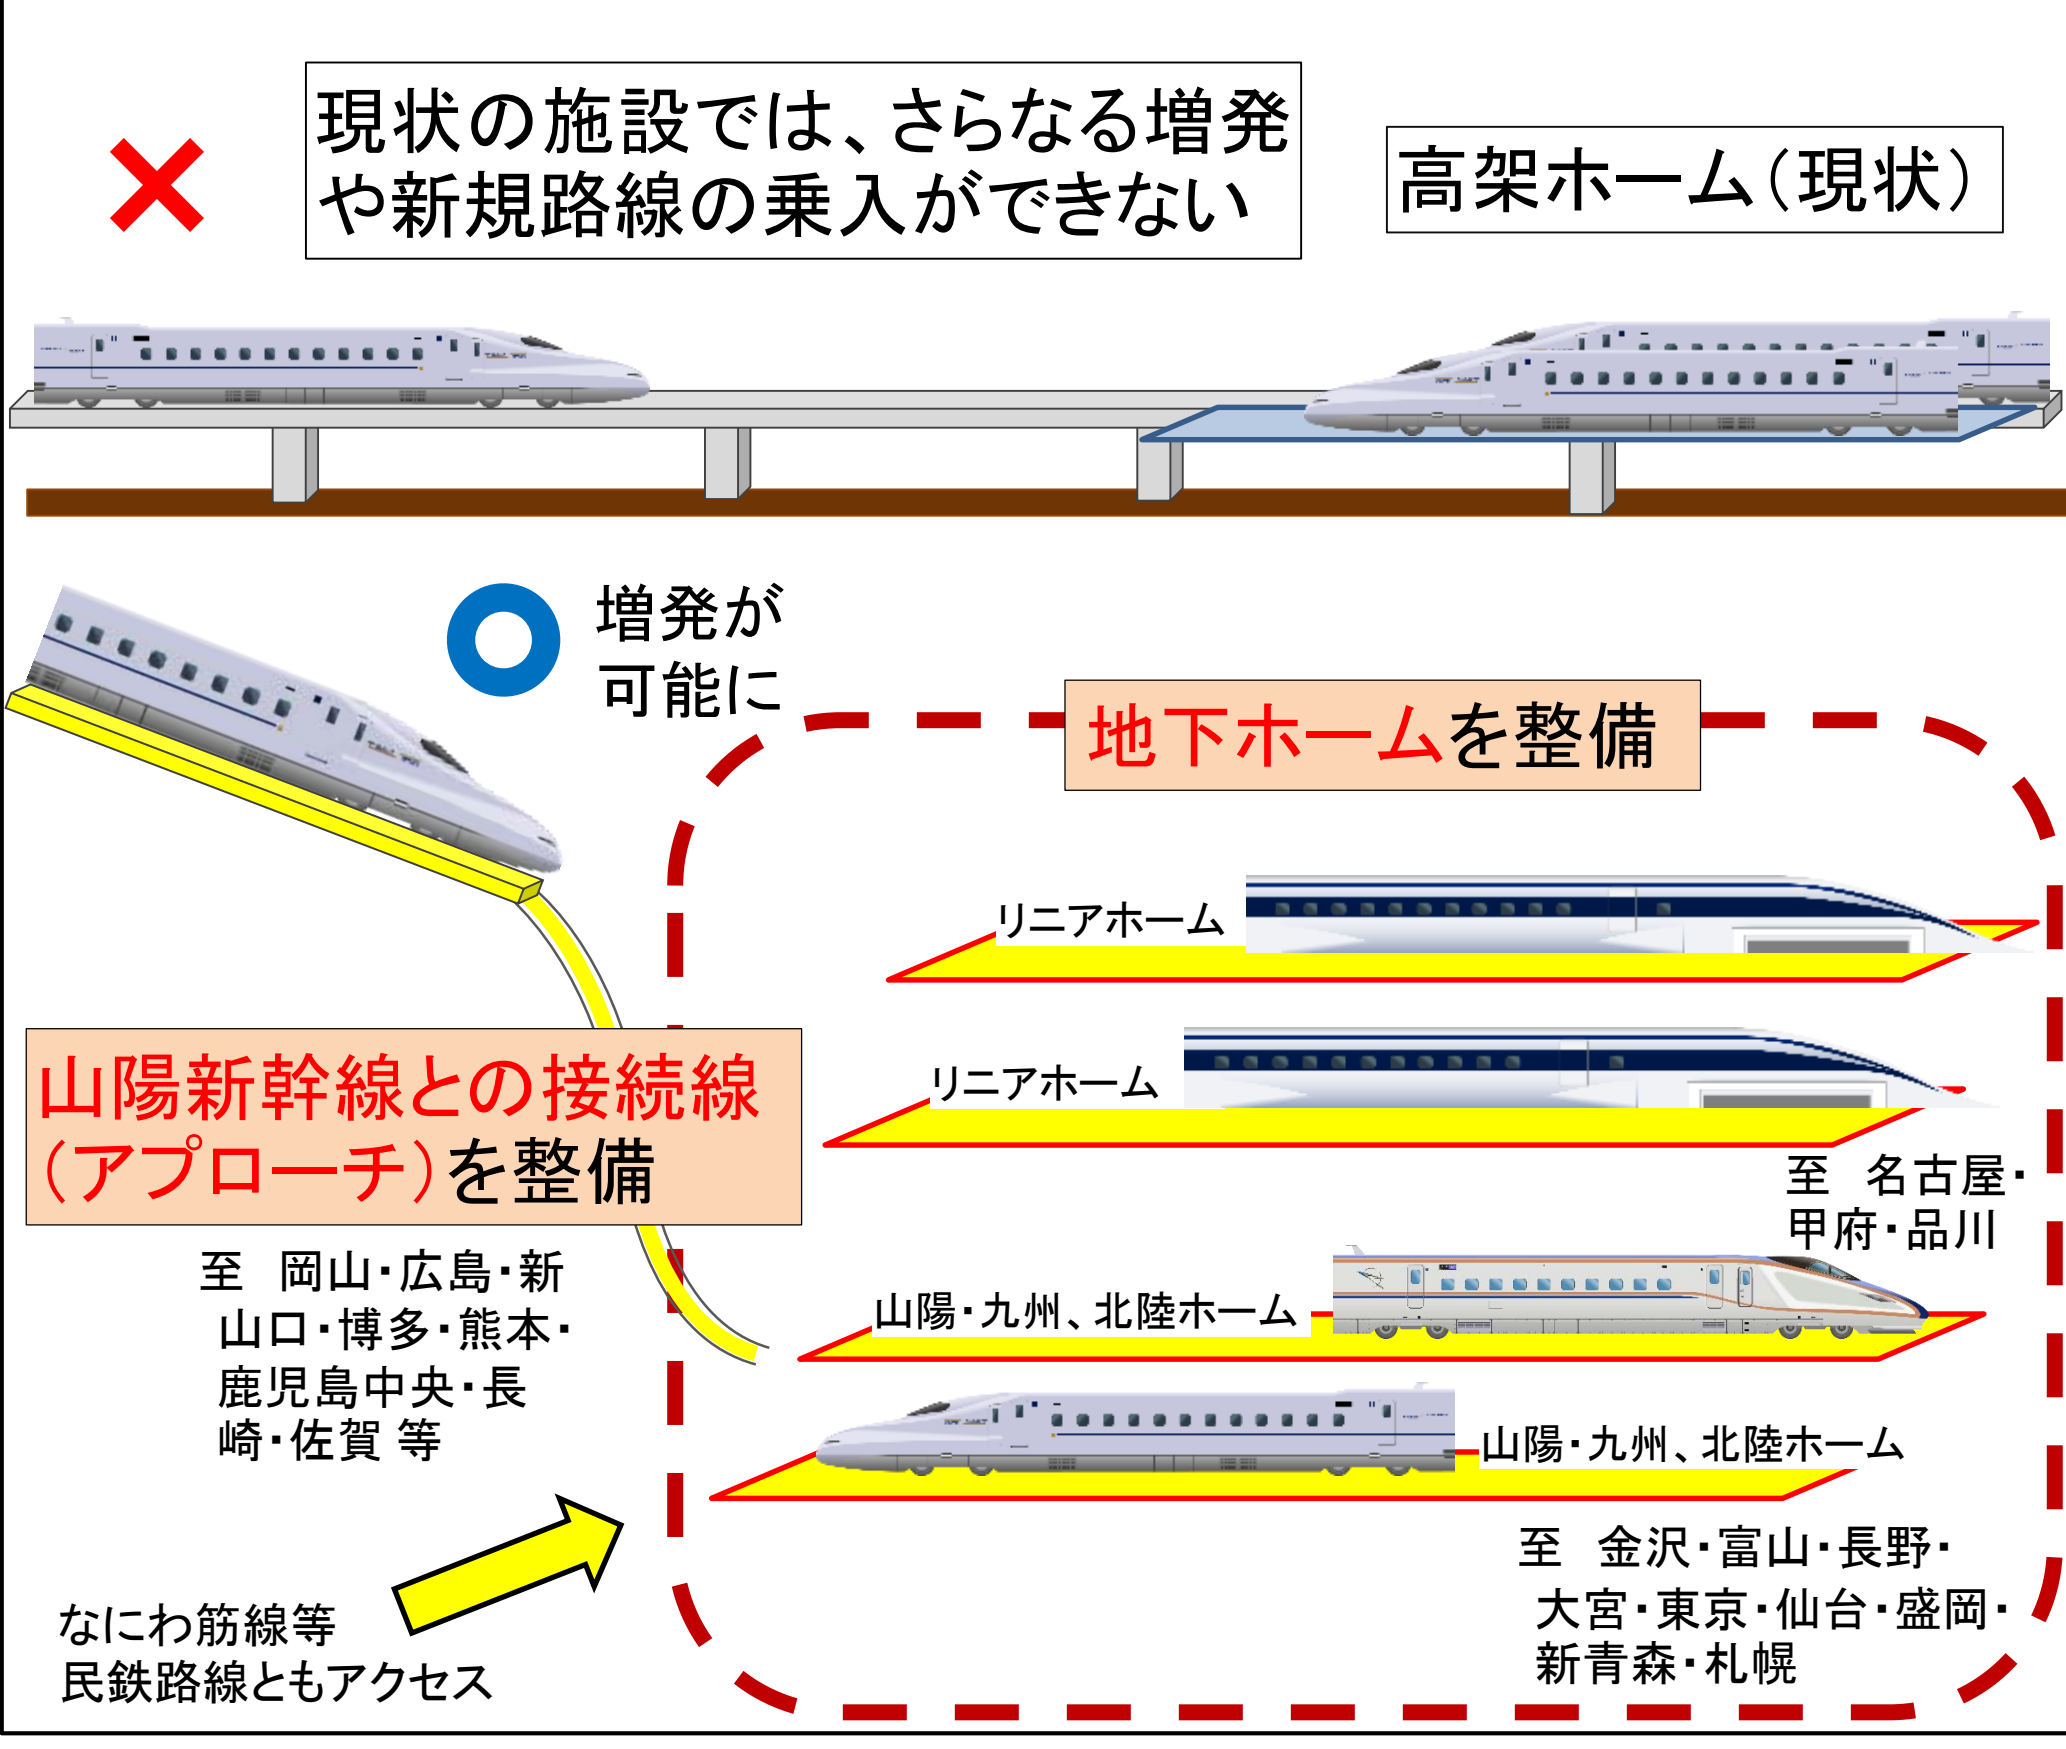 現状の施設では、さらなる増発
や新規路線の乗入ができない
高架ホーム（現状）
増発が
可能に
地下ホームを整備
リニアホーム
リニアホーム
山陽新幹線との接続線
（アプローチ）を整備
至　名古屋・
甲府・品川
至　岡山・広島・新
山口・博多・熊本・
鹿児島中央・長
崎・佐賀 等
山陽・九州、北陸ホーム
山陽・九州、北陸ホーム
至　金沢・富山・長野・
大宮・東京・仙台・盛岡・
新青森・札幌
なにわ筋線等
民鉄路線ともアクセス